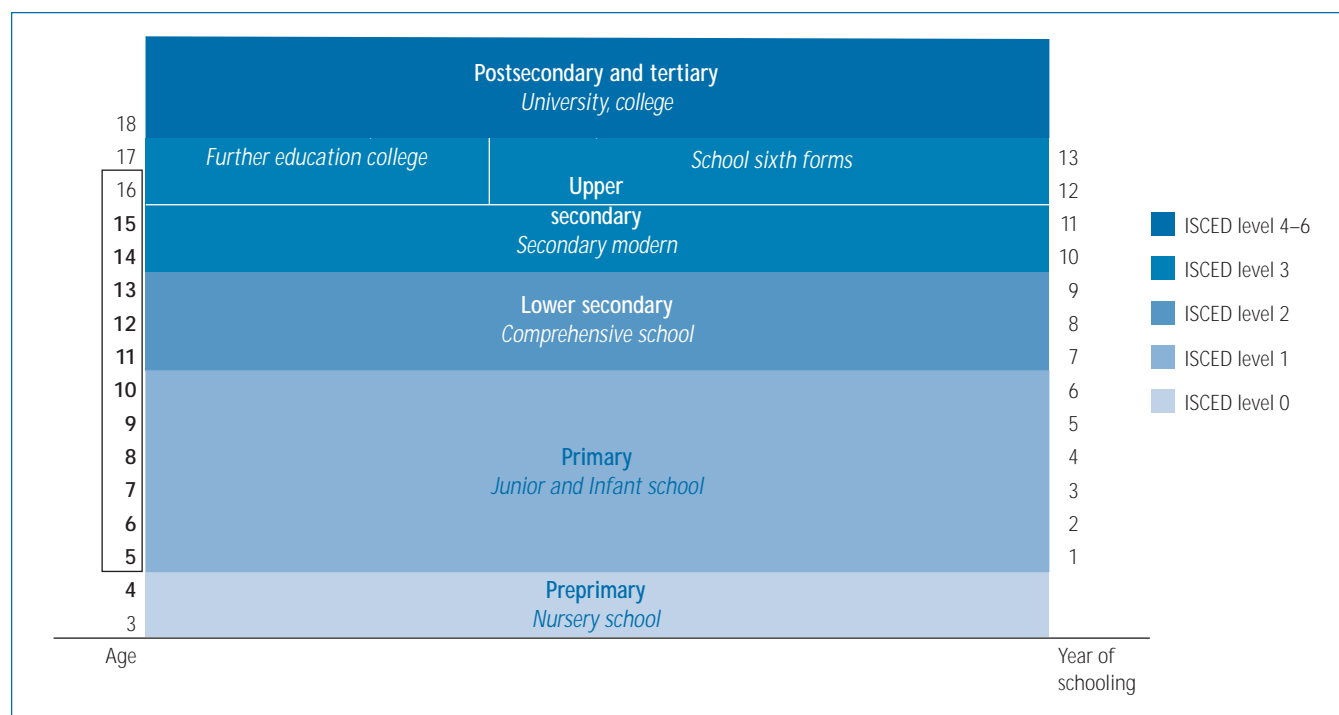 Postsecondary and tertiary
University, college
18
17
Further education college
School sixth forms
13
16
Upper
12
15
secondary
11
14
Secondary modern
10
13
9
12
Lower secondary
Comprehensive school
8
11
7
10
6
9
5
8
Primary
4
7
Junior and Infant school
3
6
2
5
1
4
Preprimary
3
Nursery school
Age
Year of
schooling
ISCED level 4–6
ISCED level 3
ISCED level 2
ISCED level 1
ISCED level 0